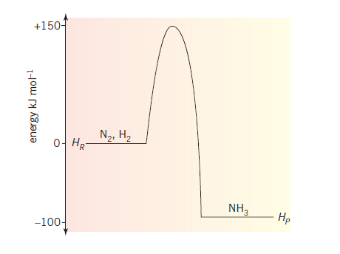 +150
energy kJ mol⁻¹
N₂, H₂
0
H_R
NH₃
H_P
–100